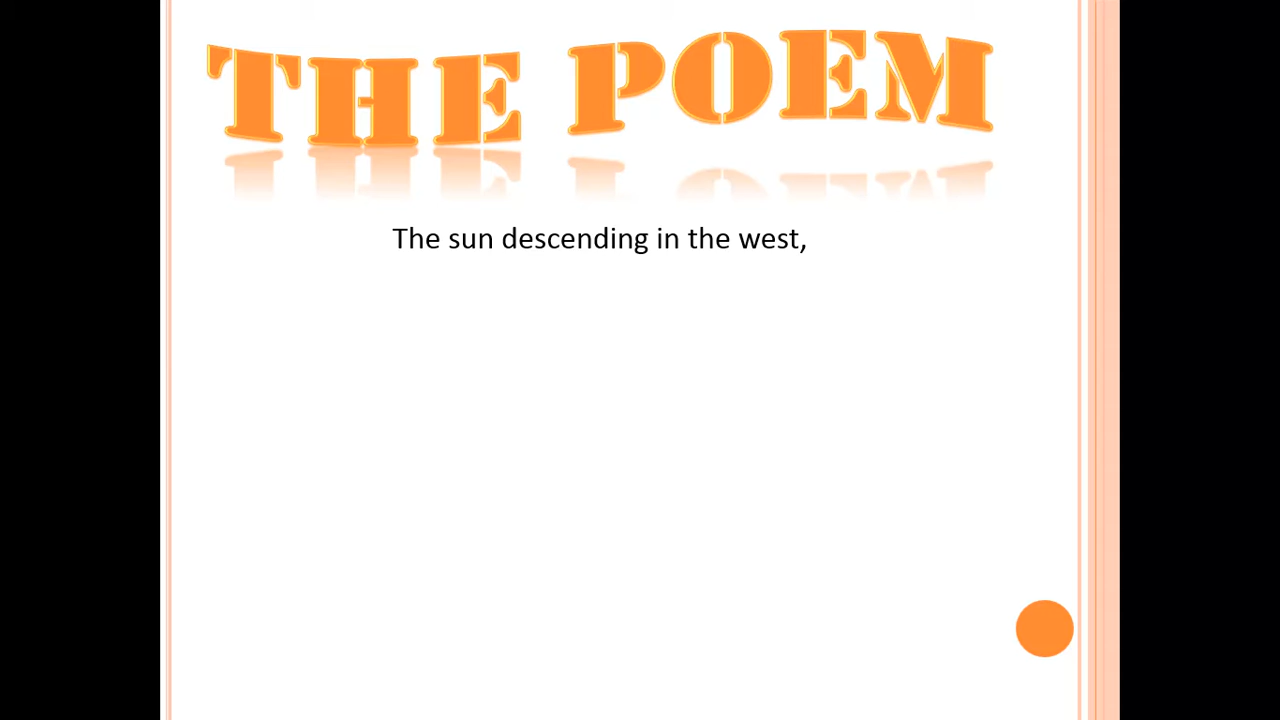 THE POEM
The sun descending in the west,